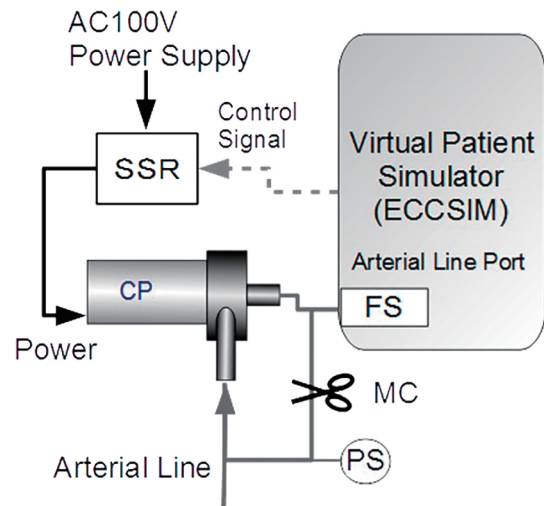 AC100V
Power Supply
Control
Signal
SSR
Virtual Patient
Simulator
(ECCSIM)
Arterial Line Port
CP
FS
Power
MC
Arterial Line
PS